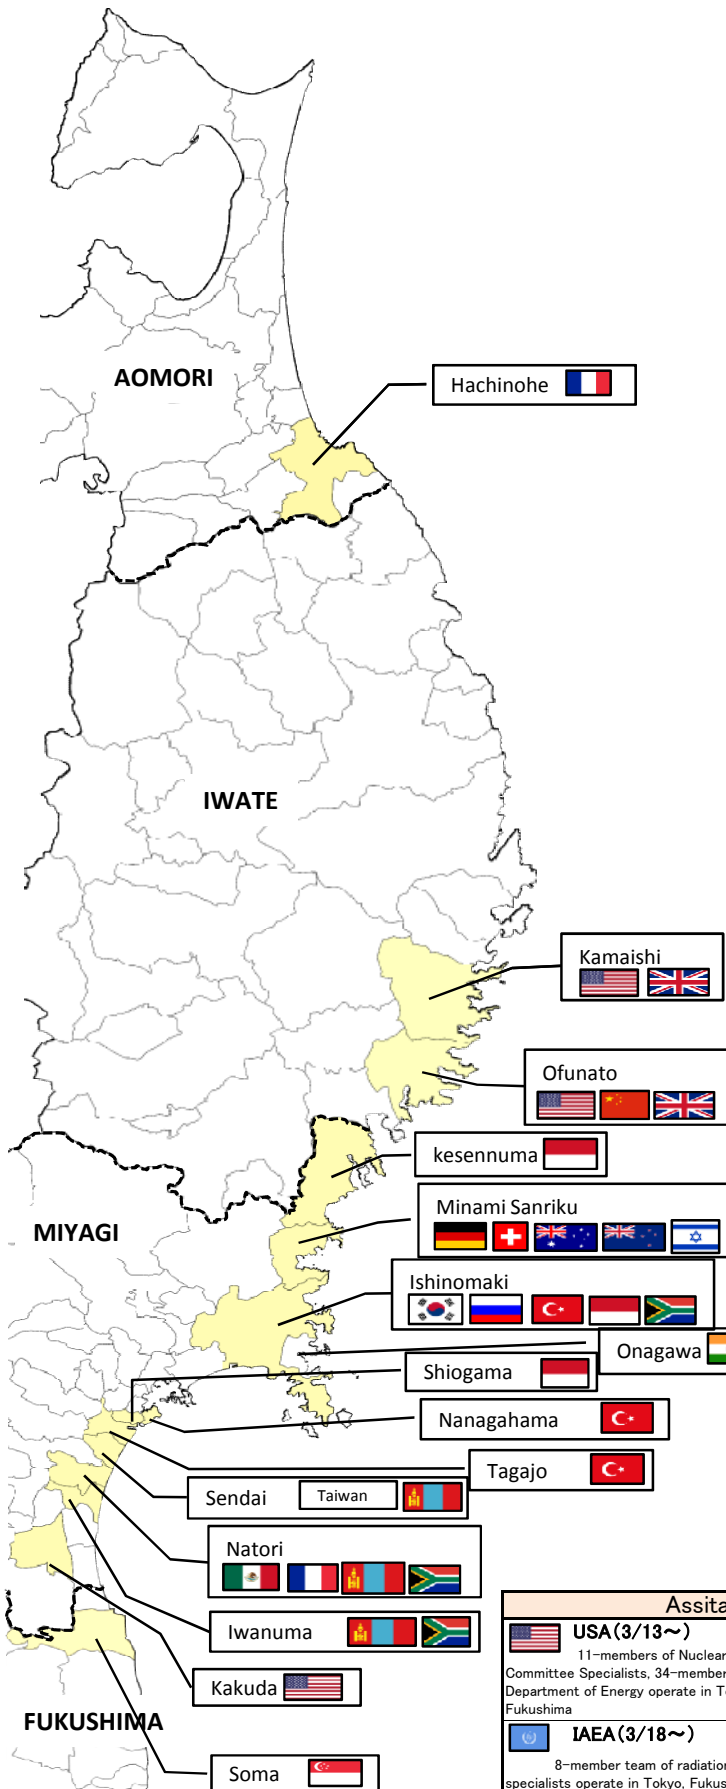 AOMORI
Hachinohe
IWATE
Kamaishi
Ofunato
kesennuma
Minami Sanriku
MIYAGI
Ishinomaki
Onagawa
Shiogama
Nanagahama
Tagajo
Sendai Taiwan
Natori
Iwanuma
Kakuda
FUKUSHIMA
Soma
Assita
USA(3/13～)
11-members of Nuclear
Committee Specialists, 34-member
Department of Energy operate in To
Fukushima
IAEA(3/18～)
8-member team of radiation
specialists operate in Tokyo, Fukus